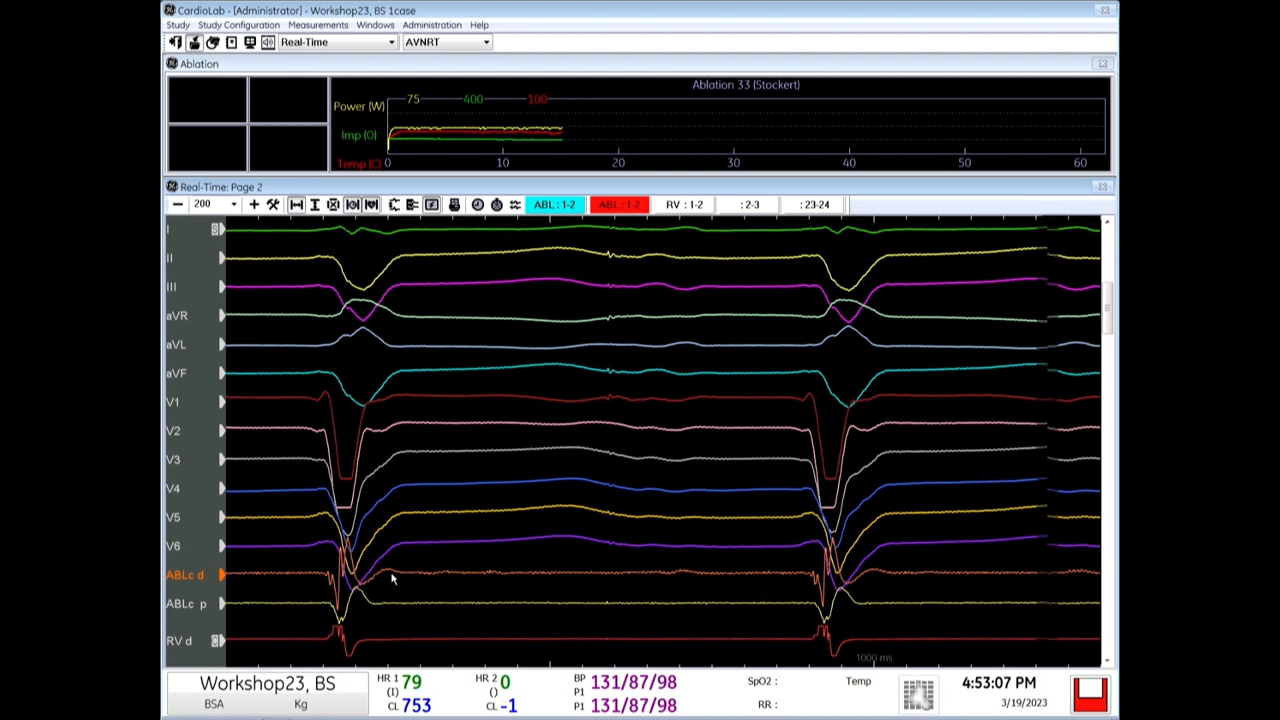 CardioLab - [Administrator] - Workshop23, BS 1case
Study Study Configuration Measurements Windows Administration Help
Real-Time AVNRT
Ablation
Ablation 33 (Stockert)
Power (W) 75 400 100
Imp (O)
Temp (C) 0 10 20 30 40 50 60
Real-Time: Page 2
200 ABL : 1-2 ABL : 1-2 RV : 1-2 : 2-3 : 23-24
I S
II
III
aVR
aVL
aVF
V1
V2
V3
V4
V5
V6
ABLc d
ABLc p
RV d
1000 ms
Workshop23, BS
BSA Kg
HR 1 79
(I)
CL 753
HR 2 0
()
CL -1
BP 131/87/98
P1
P1 131/87/98
SpO2 :
RR :
Temp
4:53:07 PM
3/19/2023